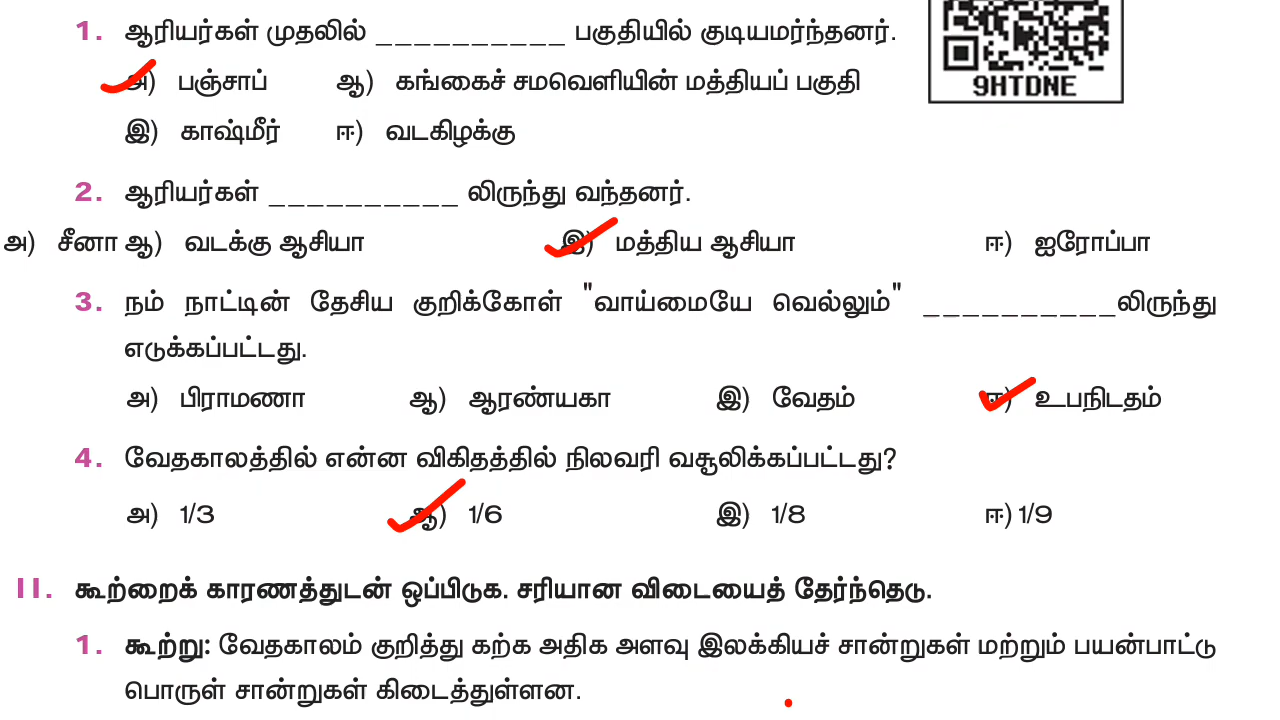 1. ஆரியர்கள் முதலில் __________ பகுதியில் குடியமர்ந்தனர்.
அ) பஞ்சாப் ஆ) கங்கைச் சமவெளியின் மத்தியப் பகுதி
9HTDNE
இ) காஷ்மீர் ஈ) வடகிழக்கு
2. ஆரியர்கள் __________ லிருந்து வந்தனர்.
அ) சீனா ஆ) வடக்கு ஆசியா இ) மத்திய ஆசியா ஈ) ஐரோப்பா
3. நம் நாட்டின் தேசிய குறிக்கோள் "வாய்மையே வெல்லும்" __________லிருந்து
எடுக்கப்பட்டது.
அ) பிராமணா ஆ) ஆரண்யகா இ) வேதம் ஈ) உபநிடதம்
4. வேதகாலத்தில் என்ன விகிதத்தில் நிலவரி வசூலிக்கப்பட்டது?
அ) 1/3 ஆ) 1/6 இ) 1/8 ஈ) 1/9
II. கூற்றைக் காரணத்துடன் ஒப்பிடுக. சரியான விடையைத் தேர்ந்தெடு.
1. கூற்று: வேதகாலம் குறித்து கற்க அதிக அளவு இலக்கியச் சான்றுகள் மற்றும் பயன்பாட்டு
பொருள் சான்றுகள் கிடைத்துள்ளன.